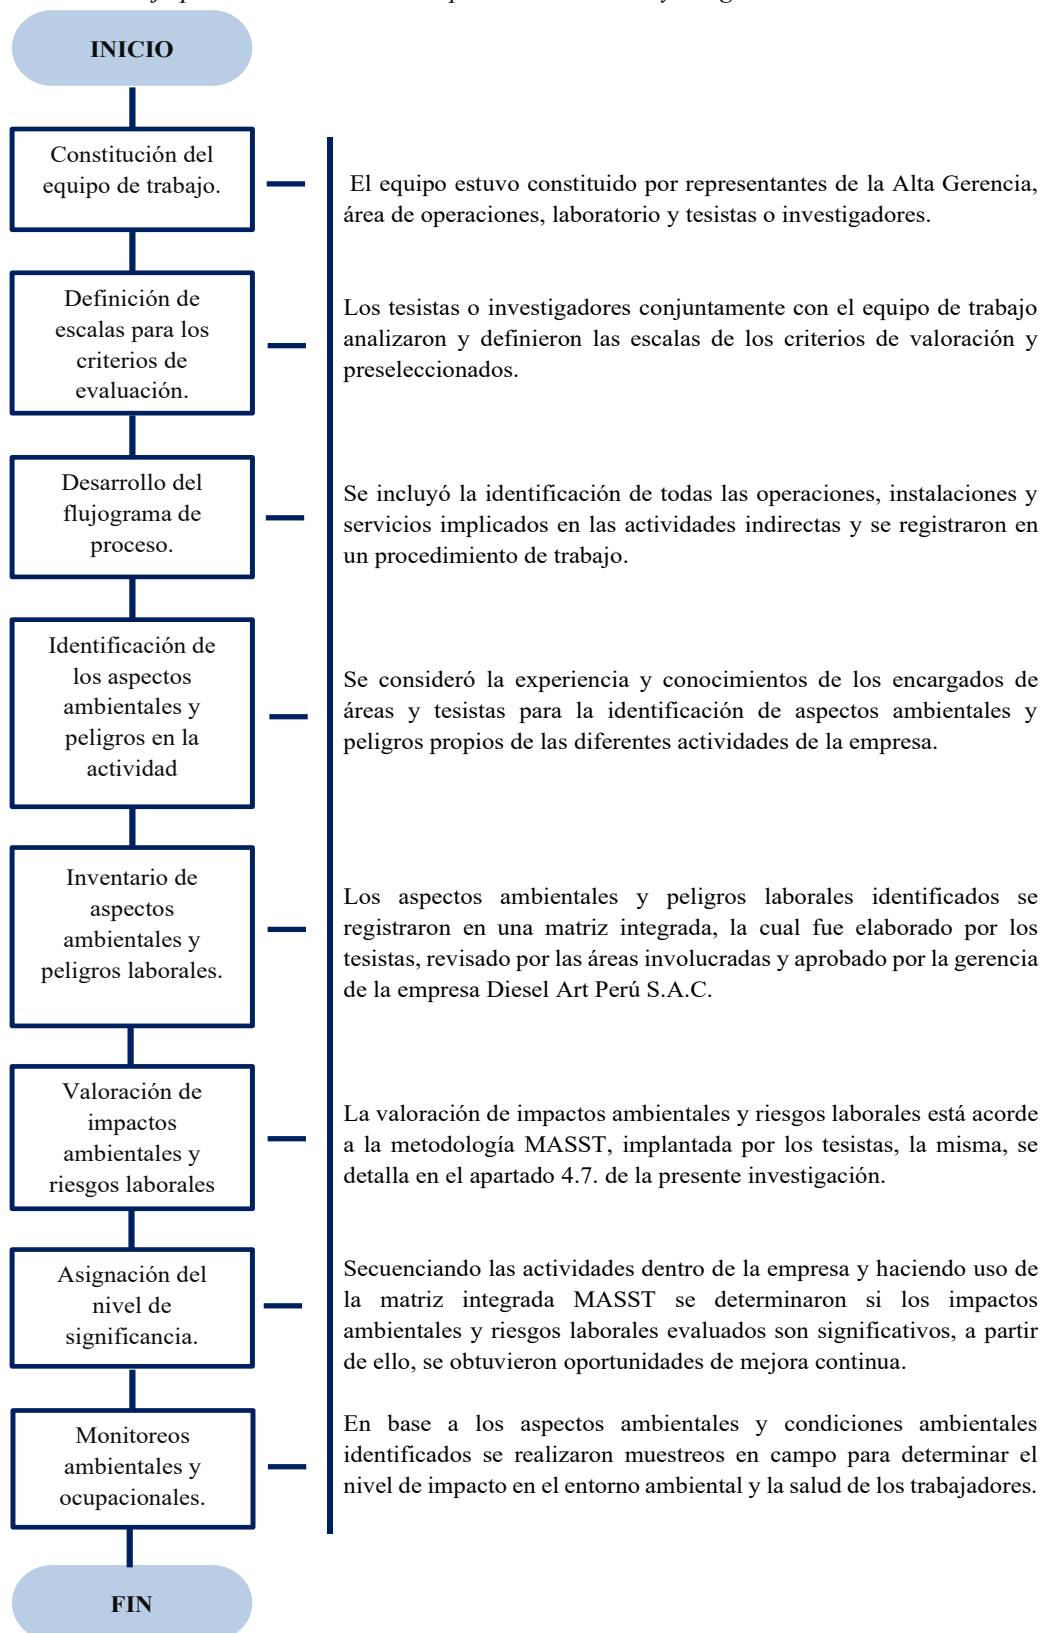 INICIO
Constitución del
equipo de trabajo.
El equipo estuvo constituido por representantes de la Alta Gerencia,
área de operaciones, laboratorio y tesistas o investigadores.
Definición de
escalas para los
criterios de
evaluación.
Los tesistas o investigadores conjuntamente con el equipo de trabajo
analizaron y definieron las escalas de los criterios de valoración y
preseleccionados.
Desarrollo del
flujograma de
proceso.
Se incluyó la identificación de todas las operaciones, instalaciones y
servicios implicados en las actividades indirectas y se registraron en
un procedimiento de trabajo.
Identificación de
los aspectos
ambientales y
peligros en la
actividad
Se consideró la experiencia y conocimientos de los encargados de
áreas y tesistas para la identificación de aspectos ambientales y
peligros propios de las diferentes actividades de la empresa.
Inventario de
aspectos
ambientales y
peligros laborales.
Los aspectos ambientales y peligros laborales identificados se
registraron en una matriz integrada, la cual fue elaborado por los
tesistas, revisado por las áreas involucradas y aprobado por la gerencia
de la empresa Diesel Art Perú S.A.C.
Valoración de
impactos
ambientales y
riesgos laborales
La valoración de impactos ambientales y riesgos laborales está acorde
a la metodología MASST, implantada por los tesistas, la misma, se
detalla en el apartado 4.7. de la presente investigación.
Asignación del
nivel de
significancia.
Secuenciando las actividades dentro de la empresa y haciendo uso de
la matriz integrada MASST se determinaron si los impactos
ambientales y riesgos laborales evaluados son significativos, a partir
de ello, se obtuvieron oportunidades de mejora continua.
Monitoreos
ambientales y
ocupacionales.
En base a los aspectos ambientales y condiciones ambientales
identificados se realizaron muestreos en campo para determinar el
nivel de impacto en el entorno ambiental y la salud de los trabajadores.
FIN